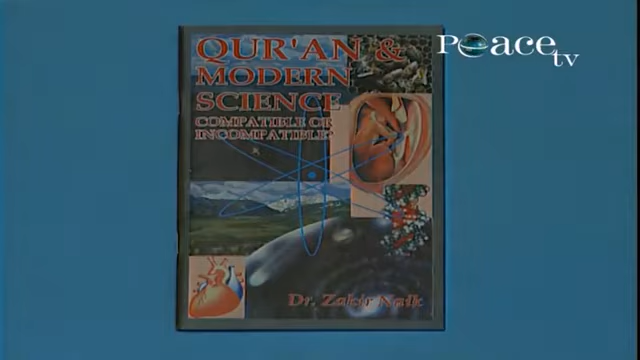 QUR'AN &
MODERN
SCIENCE
COMPATIBLE OR
INCOMPATIBLE?
Dr. Zakir Naik
Peace
tv